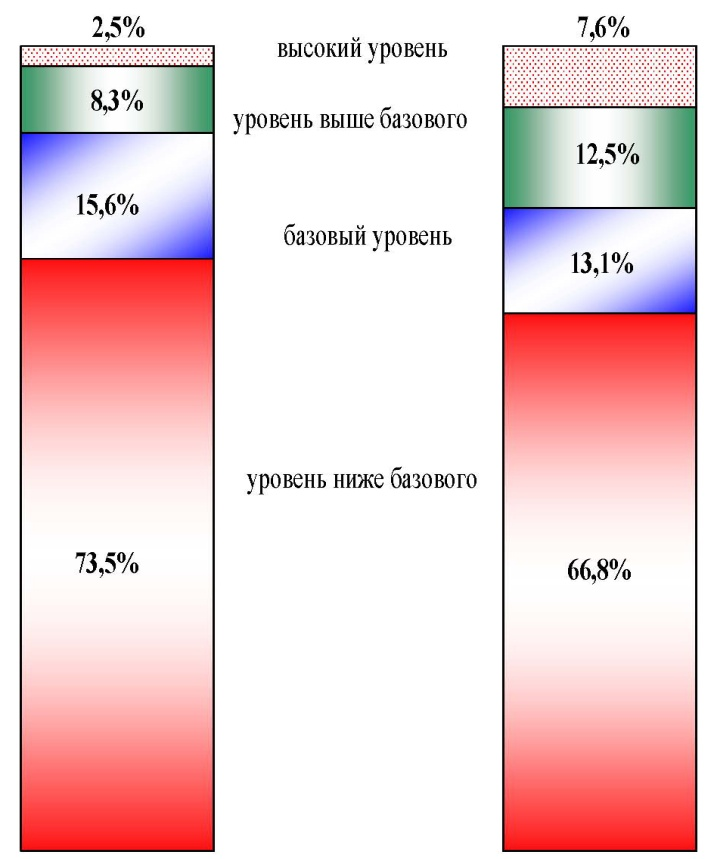 2,5%
7,6%
высокий уровень
8,3%
уровень выше базового
12,5%
15,6%
базовый уровень
13,1%
уровень ниже базового
73,5%
66,8%